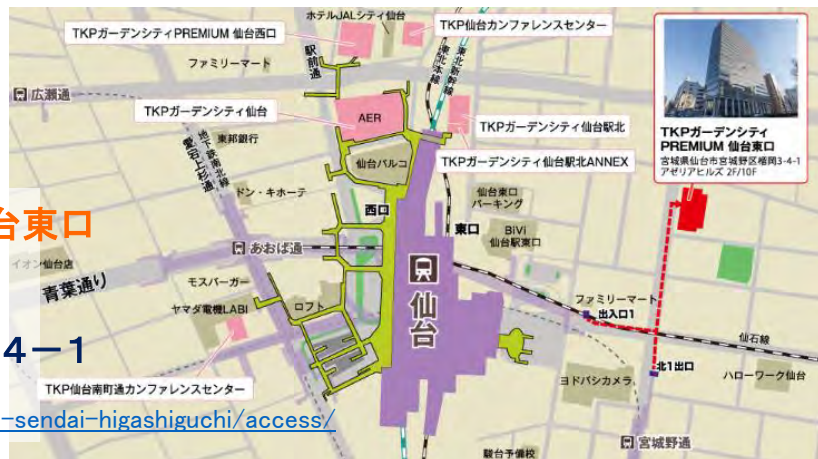 ホテルJALシティ仙台
TKP仙台カンファレンスセンター
TKPガーデンシティPREMIUM 仙台西口
駅前通
東北本線
東北新幹線
ファミリーマート
広瀬通
TKPガーデンシティ仙台
AER
TKPガーデンシティ仙台駅北
地下鉄南北線
愛宕上杉通
東邦銀行
仙台パルコ
TKPガーデンシティ仙台駅北ANNEX
TKPガーデンシティ
PREMIUM 仙台東口
宮城県仙台市宮城野区榴岡3-4-1
アゼリアヒルズ 2F/10F
ドン・キホーテ
西口
仙台東口
パーキング
台東口
東口
BiVi
仙台駅東口
あおば通
イオン仙台店
青葉通り
モスバーガー
仙台
ヤマダ電機LABI
ロフト
ファミリーマート
出入口1
仙石線
4－1
北1出口
TKP仙台南町通カンファレンスセンター
ヨドバシカメラ
ハローワーク仙台
-sendai-higashiguchi/access/
宮城野通
駿台予備校